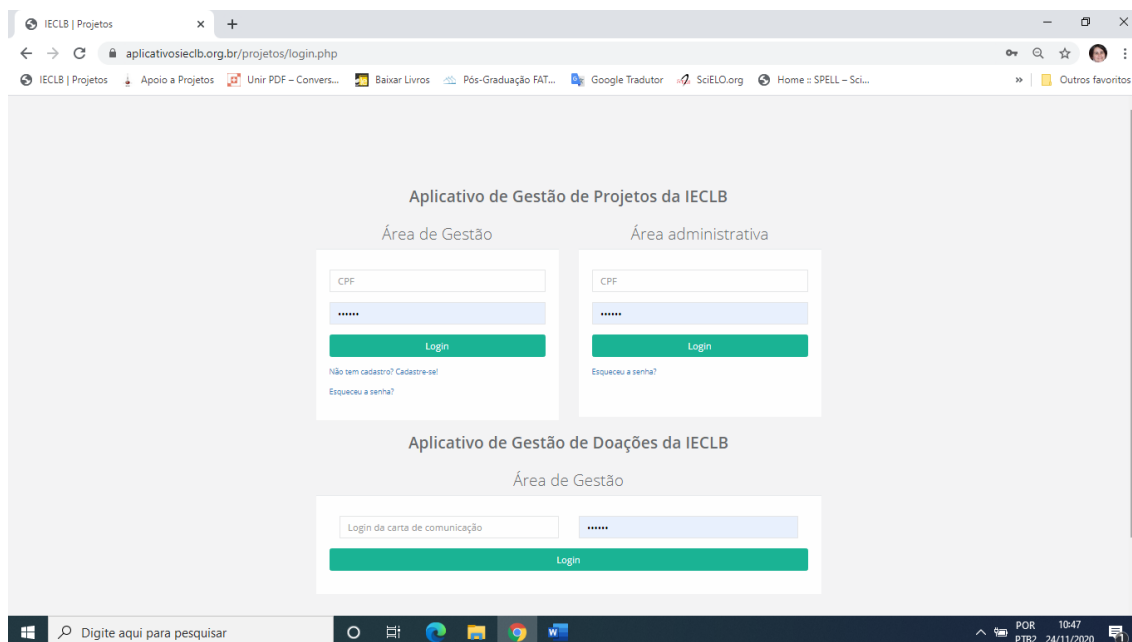 IECLB | Projetos
aplicativosieclb.org.br/projetos/login.php
IECLB | Projetos Apoio a Projetos Unir PDF – Convers... Baixar Livros Pós-Graduação FAT... Google Tradutor SciELO.org Home :: SPELL – Sci... » Outros favoritos
Aplicativo de Gestão de Projetos da IECLB
Área de Gestão
CPF
••••••
Login
Não tem cadastro? Cadastre-se!
Esqueceu a senha?
Área administrativa
CPF
••••••
Login
Esqueceu a senha?
Aplicativo de Gestão de Doações da IECLB
Área de Gestão
Login da carta de comunicação ••••••
Login
Digite aqui para pesquisar
POR 10:47
PTB2 24/11/2020